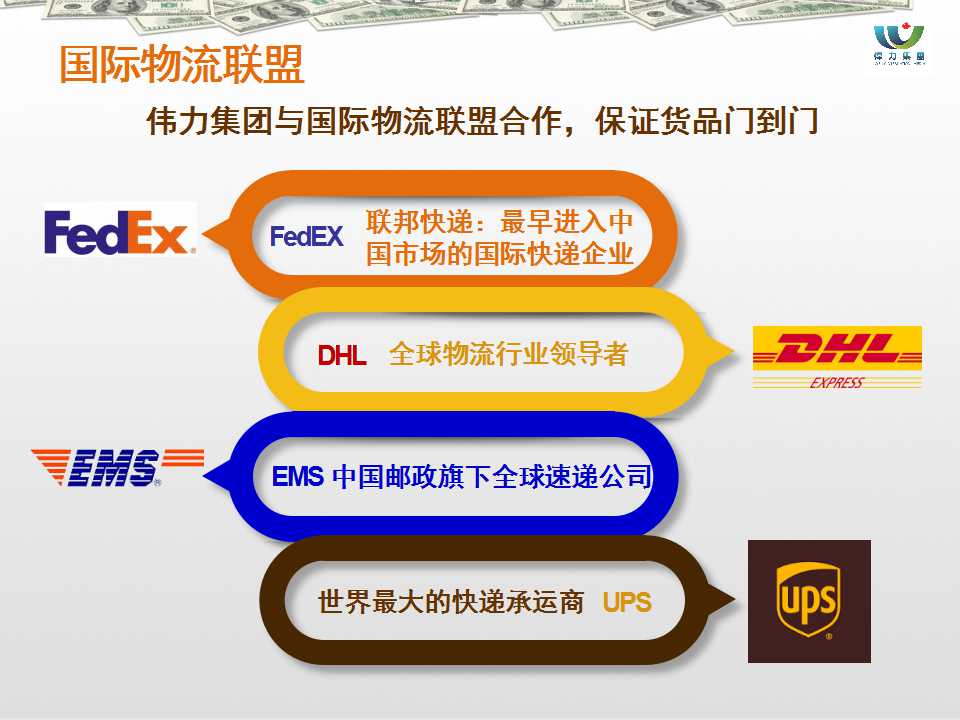 国际物流联盟
偉力集團
伟力集团与国际物流联盟合作，保证货品门到门
FedEx®
FedEX
联邦快递：最早进入中
国市场的国际快递企业
DHL 全球物流行业领导者
DHL
EXPRESS
EMS®
EMS 中国邮政旗下全球速递公司
世界最大的快递承运商 UPS
ups®